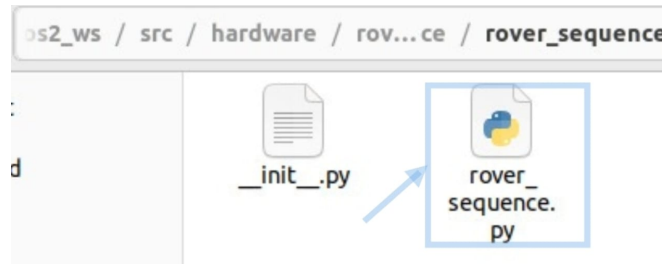 os2_ws / src / hardware / rov...ce / rover_sequence
d
__init__.py
rover_
sequence.
py